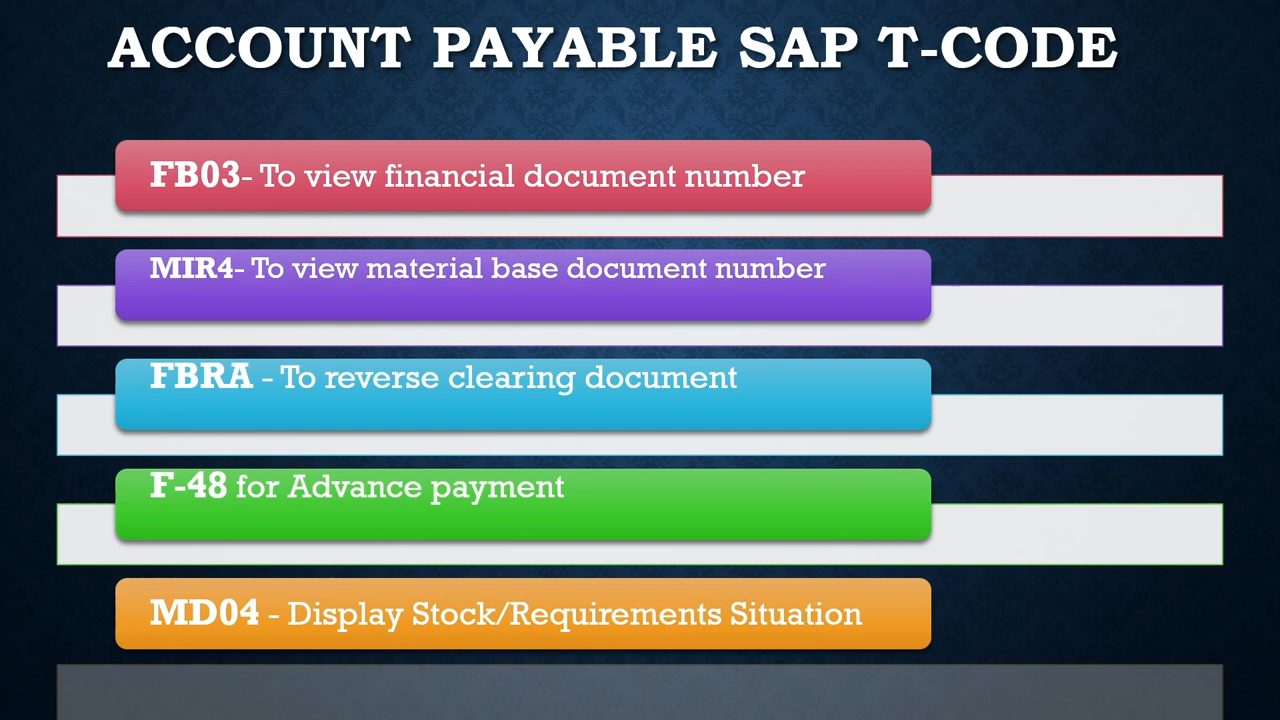 ACCOUNT PAYABLE SAP T-CODE
FB03- To view financial document number
MIR4- To view material base document number
FBRA - To reverse clearing document
F-48 for Advance payment
MD04 - Display Stock/Requirements Situation